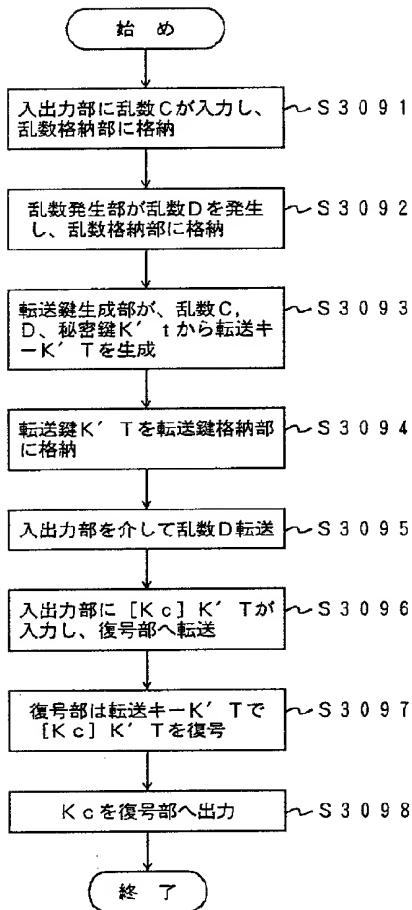 始 め
入出力部に乱数Cが入力し、
乱数格納部に格納
S3091
乱数発生部が乱数Dを発生
し、乱数格納部に格納
S3092
転送鍵生成部が、乱数C,
D、秘密鍵K′tから転送キ
ーK′Tを生成
S3093
転送鍵K′Tを転送鍵格納部
に格納
S3094
入出力部を介して乱数D転送
S3095
入出力部に[Kc]K′Tが
入力し、復号部へ転送
S3096
復号部は転送キーK′Tで
[Kc]K′Tを復号
S3097
Kcを復号部へ出力
S3098
終 了